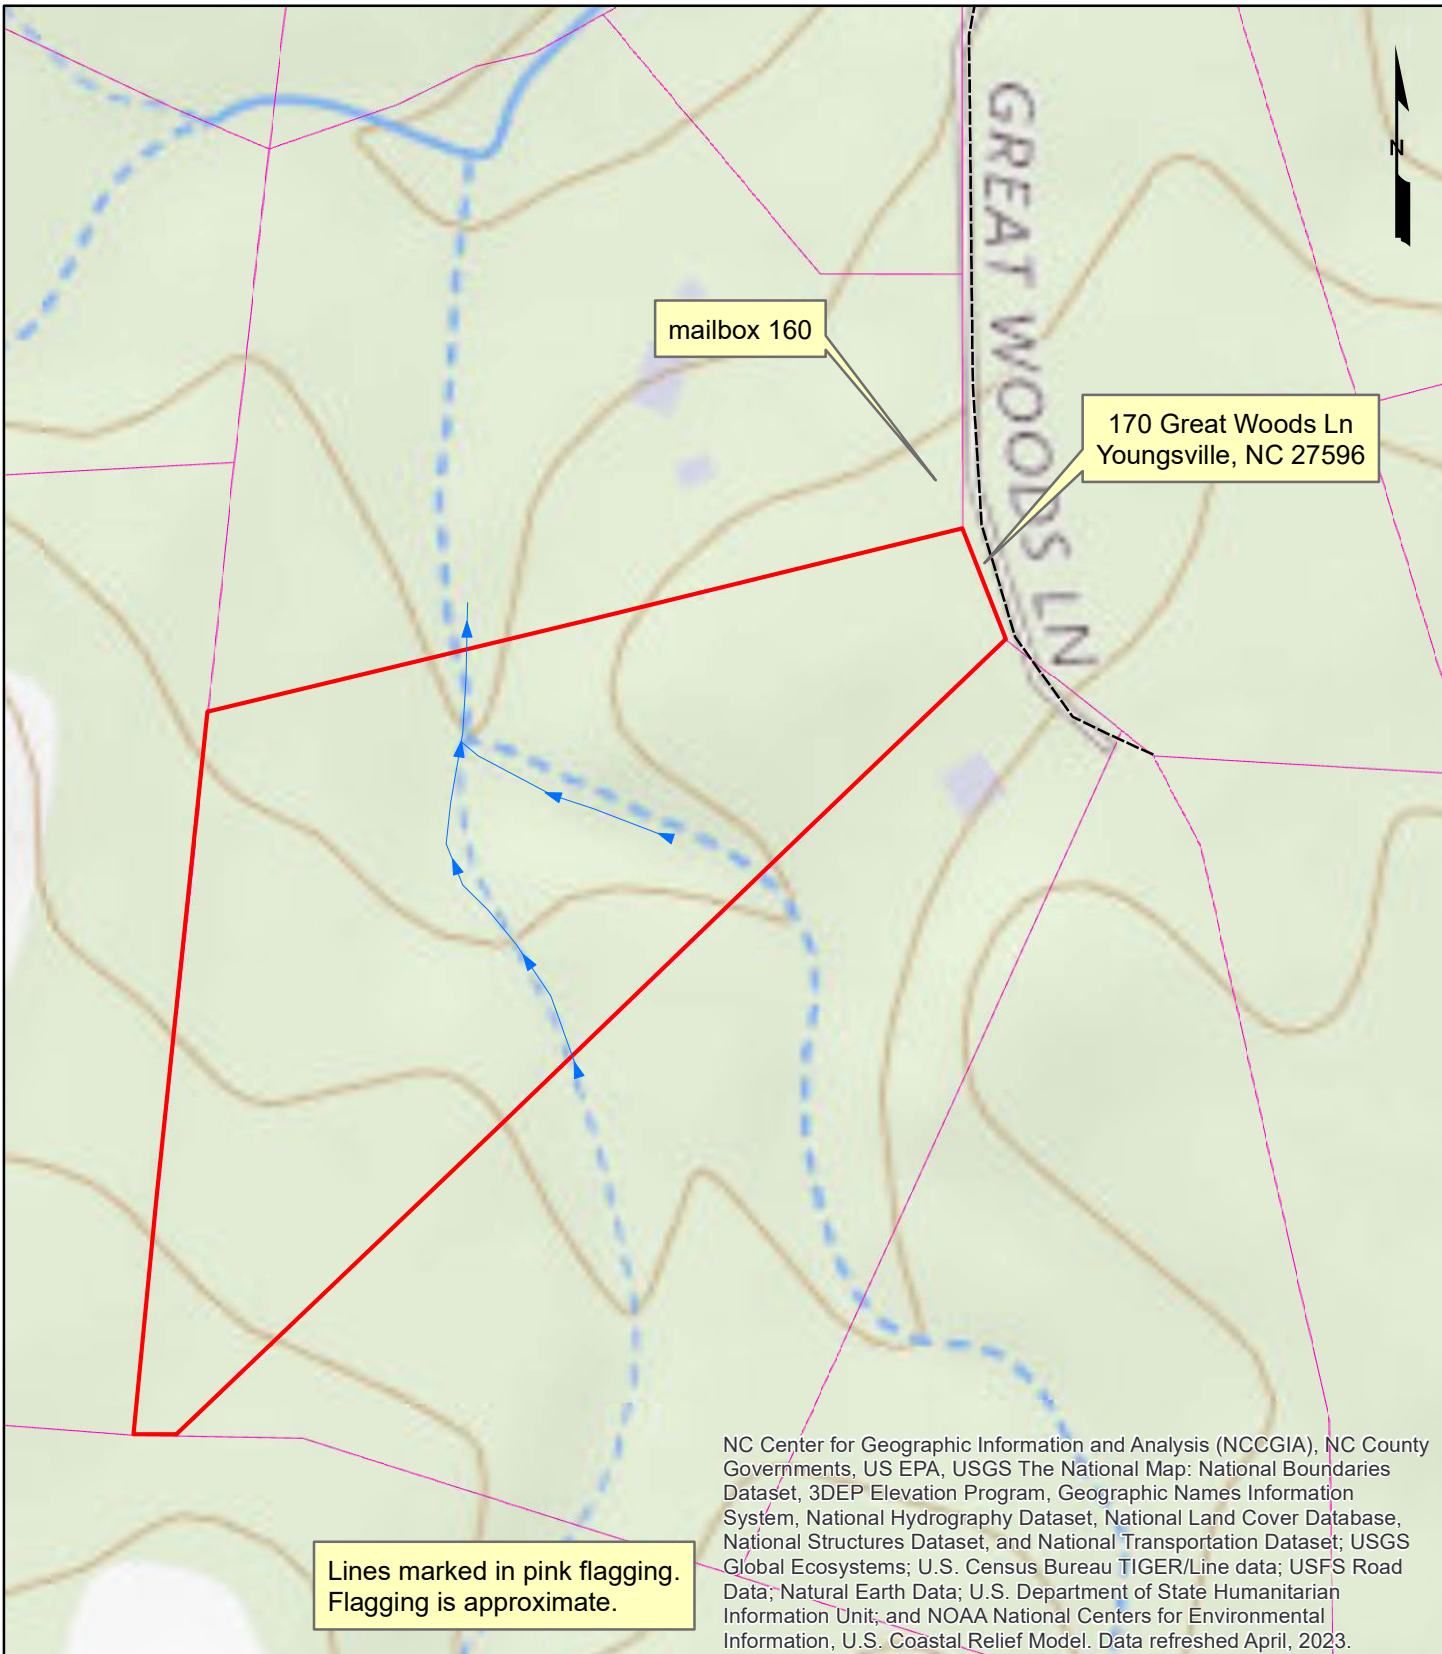 N
GREAT WOODS LN
mailbox 160
170 Great Woods Ln
Youngsville, NC 27596
NC Center for Geographic Information and Analysis (NCCGIA), NC County
Governments, US EPA, USGS The National Map: National Boundaries
Dataset, 3DEP Elevation Program, Geographic Names Information
System, National Hydrography Dataset, National Land Cover Database,
National Structures Dataset, and National Transportation Dataset; USGS
Global Ecosystems; U.S. Census Bureau TIGER/Line data; USFS Road
Data; Natural Earth Data; U.S. Department of State Humanitarian
Information Unit; and NOAA National Centers for Environmental
Information, U.S. Coastal Relief Model. Data refreshed April, 2023.
Lines marked in pink flagging.
Flagging is approximate.